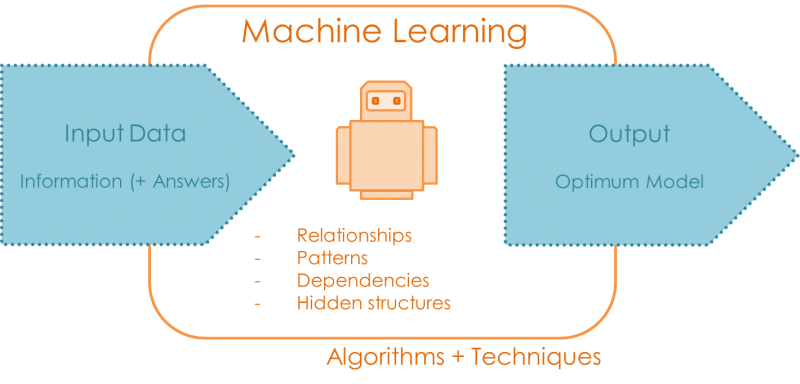 Machine Learning
Input Data
Information (+ Answers)
Output
Optimum Model
- Relationships
- Patterns
- Dependencies
- Hidden structures
Algorithms + Techniques